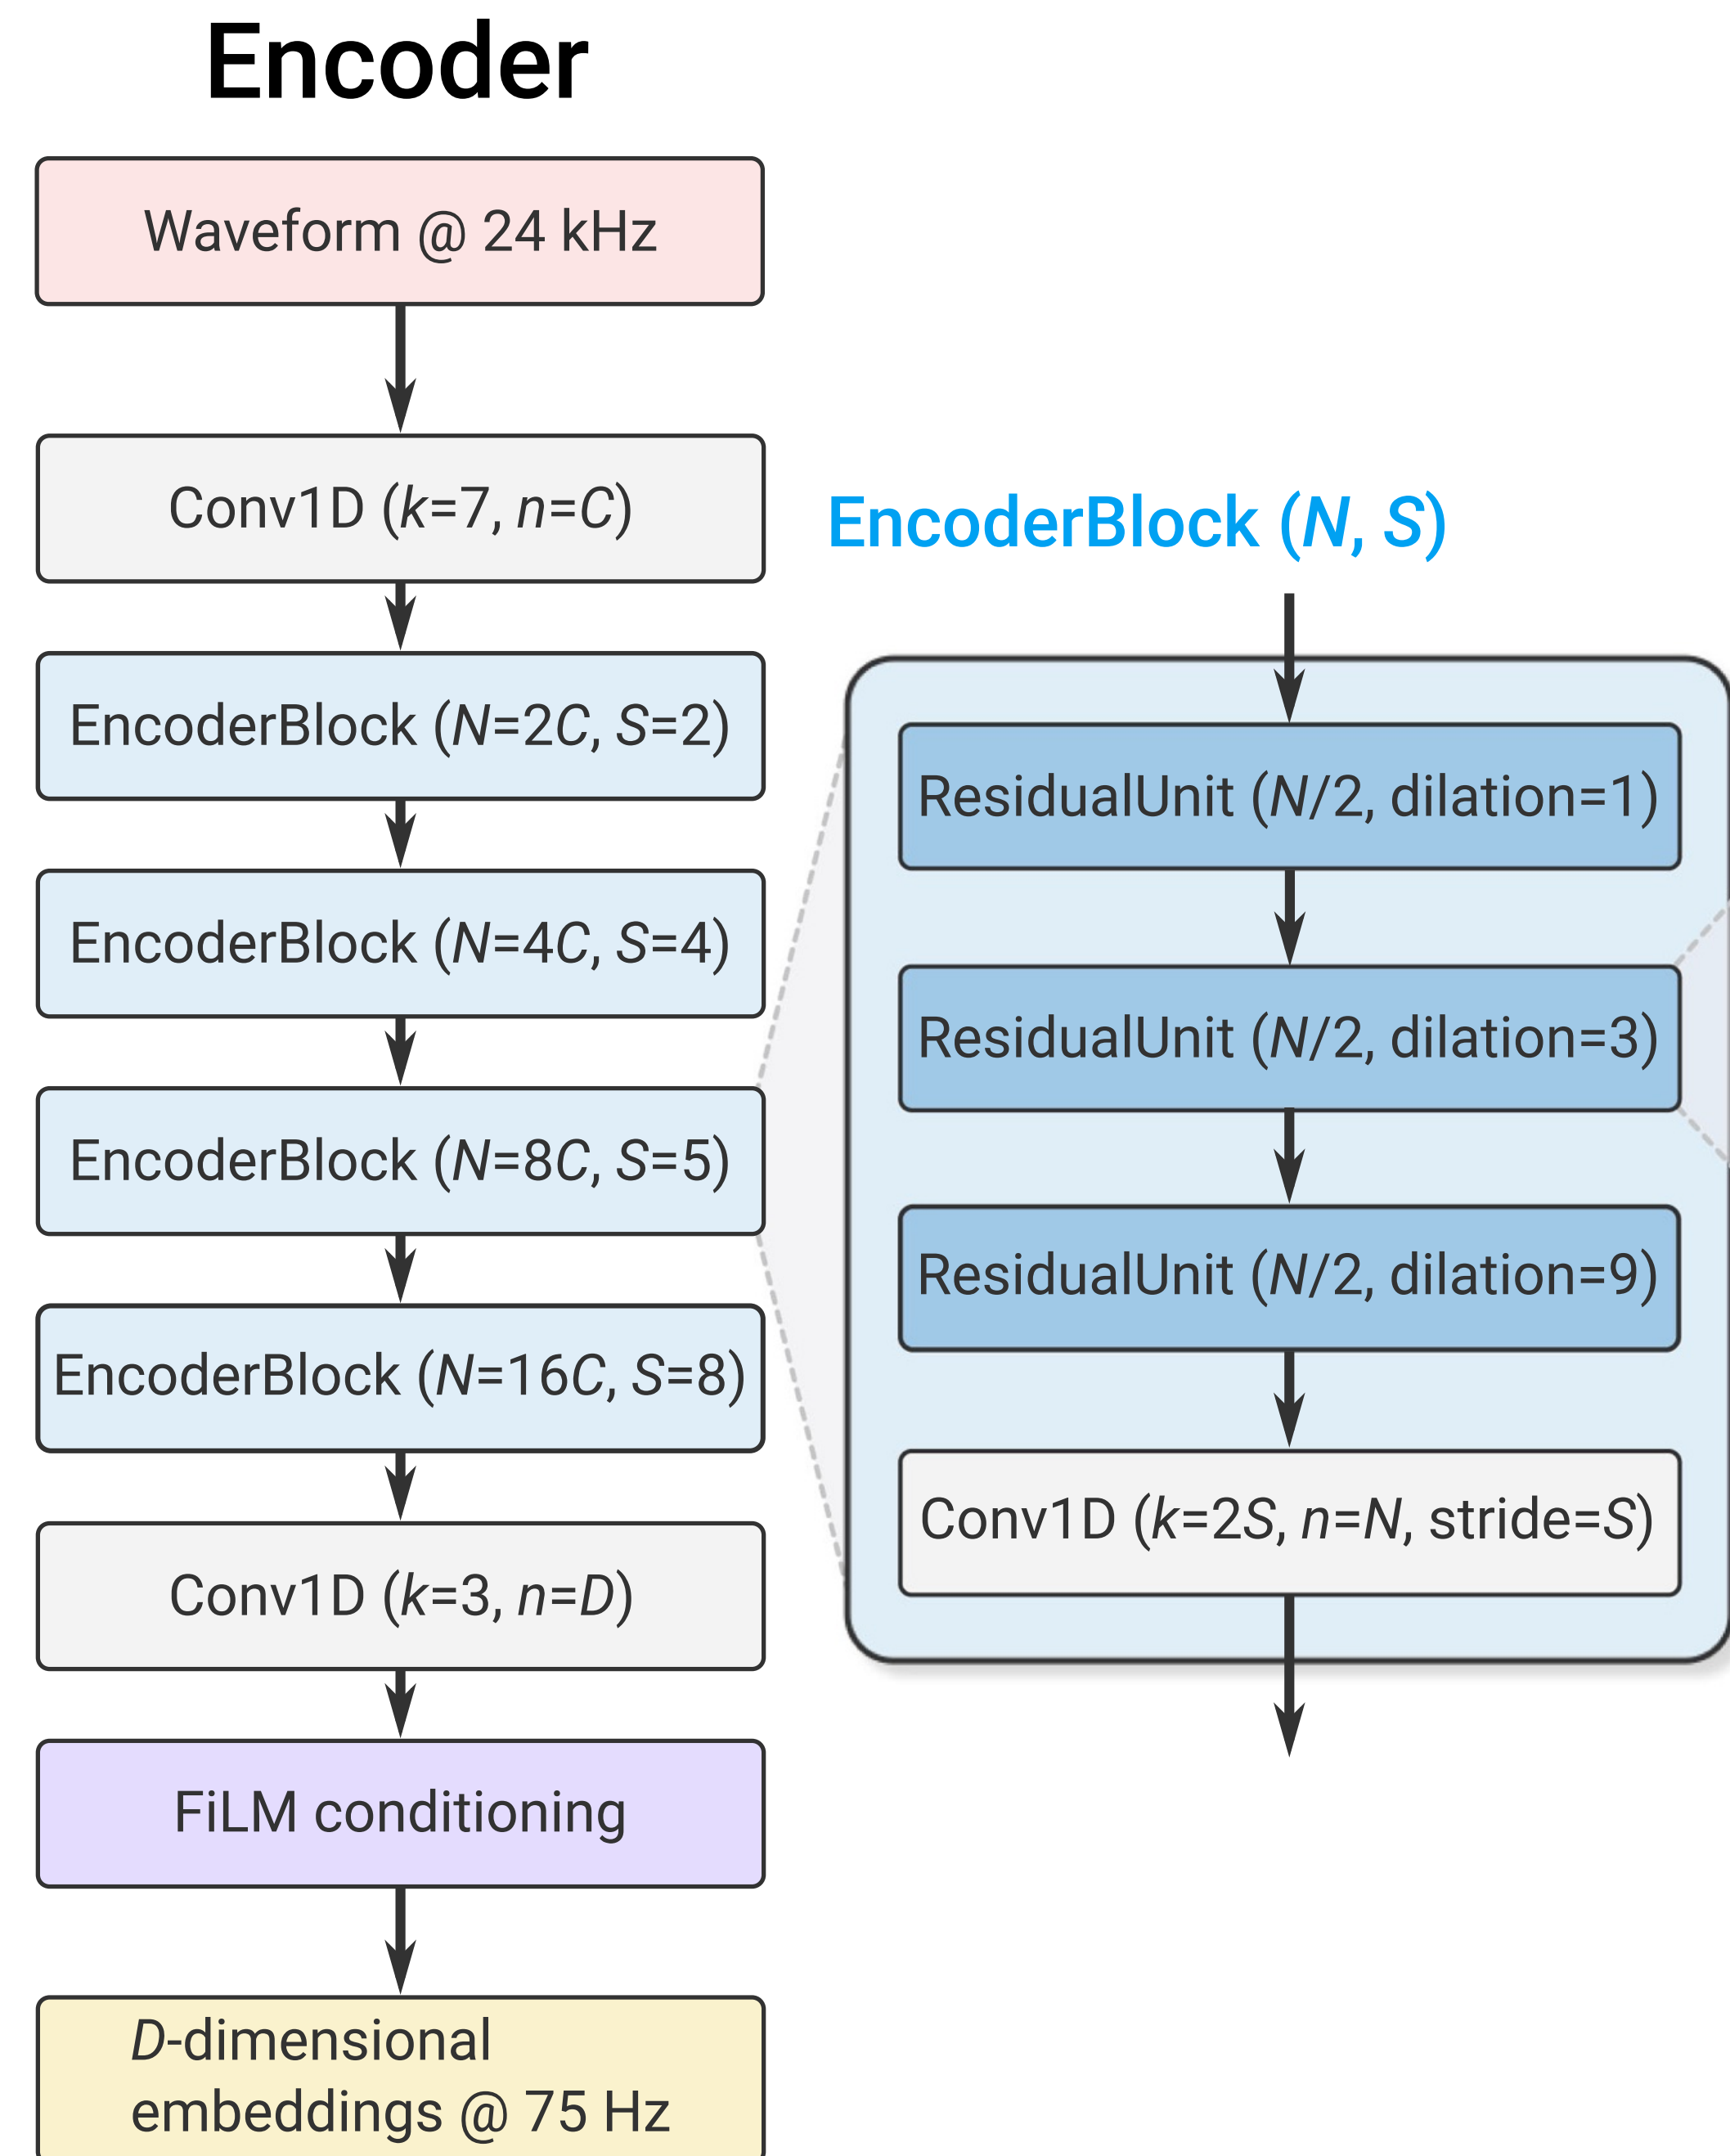 Encoder
Waveform @ 24 kHz
Conv1D (k=7, n=C)
EncoderBlock (N=2C, S=2)
EncoderBlock (N=4C, S=4)
EncoderBlock (N=8C, S=5)
EncoderBlock (N=16C, S=8)
Conv1D (k=3, n=D)
FiLM conditioning
D-dimensional
embeddings @ 75 Hz
EncoderBlock (N, S)
ResidualUnit (N/2, dilation=1)
ResidualUnit (N/2, dilation=3)
ResidualUnit (N/2, dilation=9)
Conv1D (k=2S, n=N, stride=S)